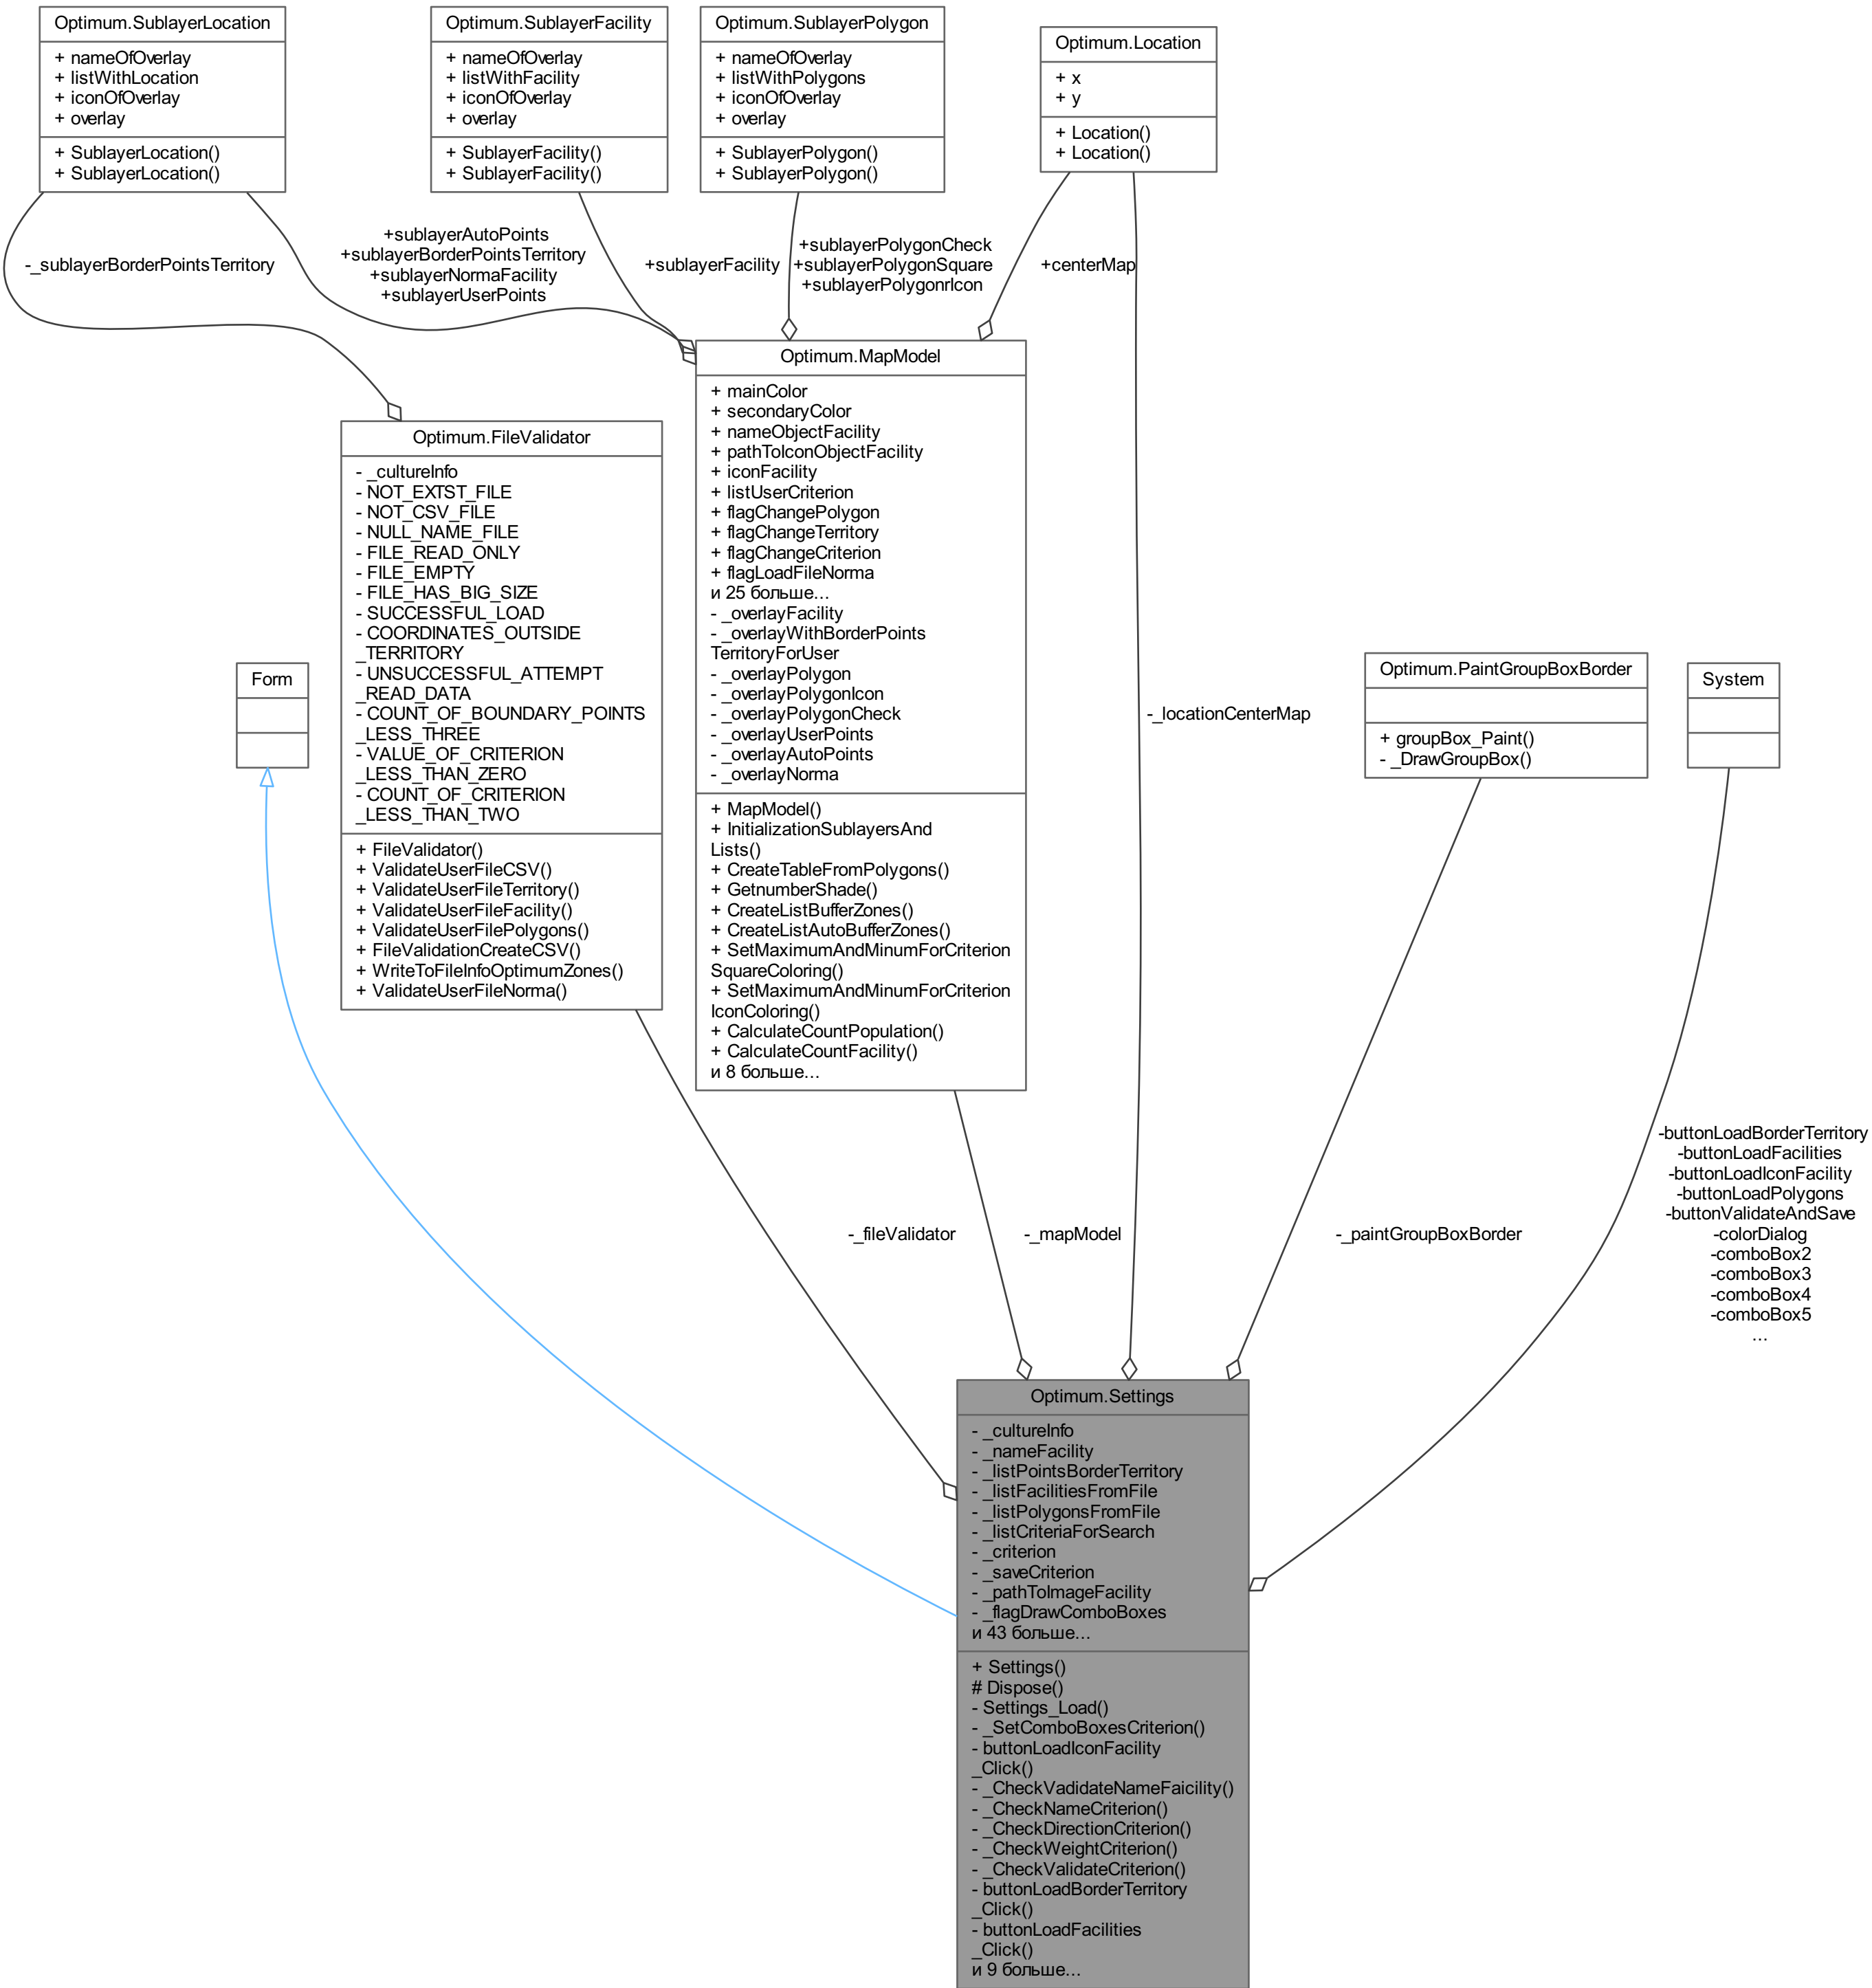 Optimum.SublayerLocation
+ nameOfOverlay
+ listWithLocation
+ iconOfOverlay
+ overlay
+ SublayerLocation()
+ SublayerLocation()
Optimum.SublayerFacility
+ nameOfOverlay
+ listWithFacility
+ iconOfOverlay
+ overlay
+ SublayerFacility()
+ SublayerFacility()
Optimum.SublayerPolygon
+ nameOfOverlay
+ listWithPolygons
+ iconOfOverlay
+ overlay
+ SublayerPolygon()
+ SublayerPolygon()
Optimum.Location
+ x
+ y
+ Location()
+ Location()
-_sublayerBorderPointsTerritory
+sublayerAutoPoints
+sublayerBorderPointsTerritory
+sublayerNormaFacility
+sublayerUserPoints
+sublayerFacility
+sublayerPolygonCheck
+sublayerPolygonSquare
+sublayerPolygonrIcon
+centerMap
Optimum.MapModel
+ mainColor
+ secondaryColor
+ nameObjectFacility
+ pathToIconObjectFacility
+ iconFacility
+ listUserCriterion
+ flagChangePolygon
+ flagChangeTerritory
+ flagChangeCriterion
+ flagLoadFileNorma
и 25 больше...
- _overlayFacility
- _overlayWithBorderPoints
TerritoryForUser
- _overlayPolygon
- _overlayPolygonIcon
- _overlayPolygonCheck
- _overlayUserPoints
- _overlayAutoPoints
- _overlayNorma
+ MapModel()
+ InitializationSublayersAnd
Lists()
+ CreateTableFromPolygons()
+ GetnumberShade()
+ CreateListBufferZones()
+ CreateListAutoBufferZones()
+ SetMaximumAndMinumForCriterion
SquareColoring()
+ SetMaximumAndMinumForCriterion
IconColoring()
+ CalculateCountPopulation()
+ CalculateCountFacility()
и 8 больше...
Optimum.FileValidator
- _cultureInfo
- NOT_EXTST_FILE
- NOT_CSV_FILE
- NULL_NAME_FILE
- FILE_READ_ONLY
- FILE_EMPTY
- FILE_HAS_BIG_SIZE
- SUCCESSFUL_LOAD
- COORDINATES_OUTSIDE
_TERRITORY
- UNSUCCESSFUL_ATTEMPT
_READ_DATA
- COUNT_OF_BOUNDARY_POINTS
_LESS_THREE
- VALUE_OF_CRITERION
_LESS_THAN_ZERO
- COUNT_OF_CRITERION
_LESS_THAN_TWO
+ FileValidator()
+ ValidateUserFileCSV()
+ ValidateUserFileTerritory()
+ ValidateUserFileFacility()
+ ValidateUserFilePolygons()
+ FileValidationCreateCSV()
+ WriteToFileInfoOptimumZones()
+ ValidateUserFileNorma()
Form
-_locationCenterMap
Optimum.PaintGroupBoxBorder
+ groupBox_Paint()
- _DrawGroupBox()
System
-_fileValidator
-_mapModel
-_paintGroupBoxBorder
-buttonLoadBorderTerritory
-buttonLoadFacilities
-buttonLoadIconFacility
-buttonLoadPolygons
-buttonValidateAndSave
-colorDialog
-comboBox2
-comboBox3
-comboBox4
-comboBox5
...
Optimum.Settings
- _cultureInfo
- _nameFacility
- _listPointsBorderTerritory
- _listFacilitiesFromFile
- _listPolygonsFromFile
- _listCriteriaForSearch
- _criterion
- _saveCriterion
- _pathToImageFacility
- _flagDrawComboBoxes
и 43 больше...
+ Settings()
# Dispose()
- Settings_Load()
- _SetComboBoxesCriterion()
- buttonLoadIconFacility
_Click()
- _CheckVadidateNameFaicility()
- _CheckNameCriterion()
- _CheckDirectionCriterion()
- _CheckWeightCriterion()
- _CheckValidateCriterion()
- buttonLoadBorderTerritory
_Click()
- buttonLoadFacilities
_Click()
и 9 больше...